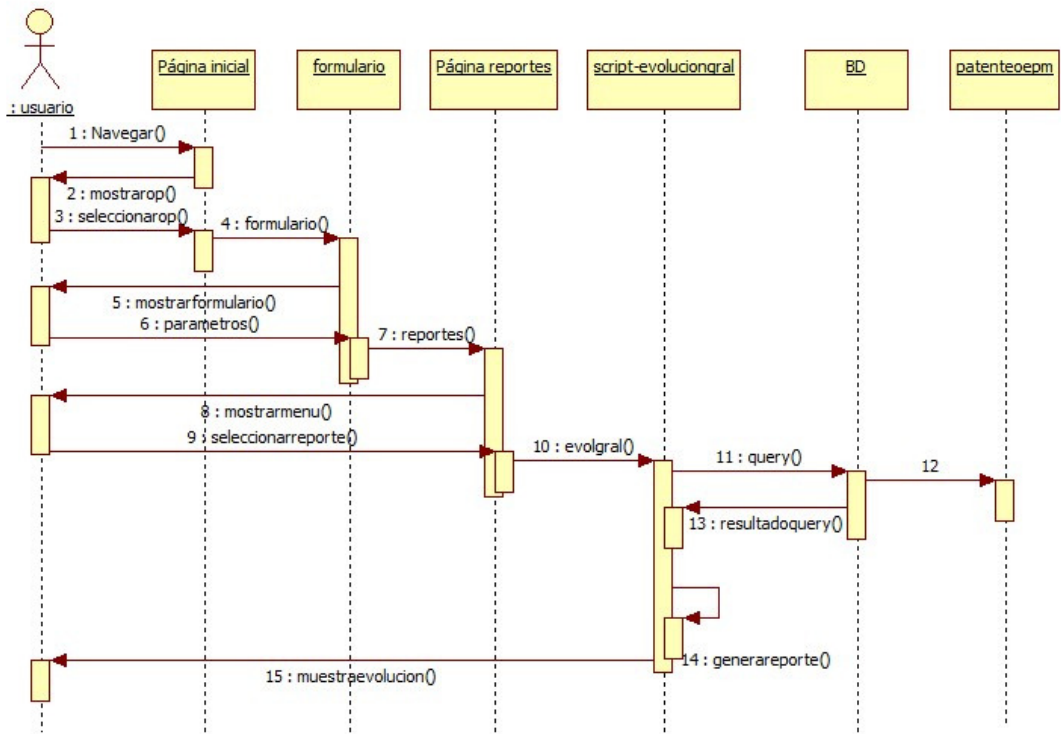 : usuario
Página inicial
formulario
Página reportes
script-evoluciongral
BD
patenteoepm
1 : Navegar()
2 : mostrarop()
3 : seleccionarop()
4 : formulario()
5 : mostrarformulario()
6 : parametros()
7 : reportes()
8 : mostrarmenu()
9 : seleccionarreporte()
10 : evolgral()
11 : query()
12
13 : resultadoquery()
14 : generareporte()
15 : muestraevolucion()